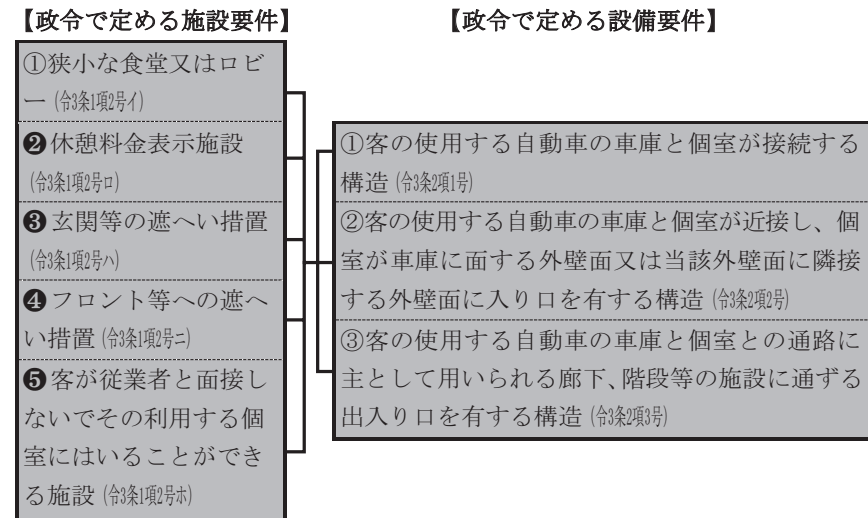 【政令で定める施設要件】
①狭小な食堂又はロビ
ー (令3条1項2号イ)
❷休憩料金表示施設
(令3条1項2号ロ)
❸玄関等の遮へい措置
(令3条1項2号ハ)
❹フロント等への遮へ
い措置 (令3条1項2号ニ)
❺客が従業者と面接し
ないでその利用する個
室にはいることができ
る施設 (令3条1項2号ホ)
【政令で定める設備要件】
①客の使用する自動車の車庫と個室が接続する
構造 (令3条2項1号)
②客の使用する自動車の車庫と個室が近接し、個
室が車庫に面する外壁面又は当該外壁面に隣接
する外壁面に入り口を有する構造 (令3条2項2号)
③客の使用する自動車の車庫と個室との通路に
主として用いられる廊下、階段等の施設に通ずる
出入り口を有する構造 (令3条2項3号)